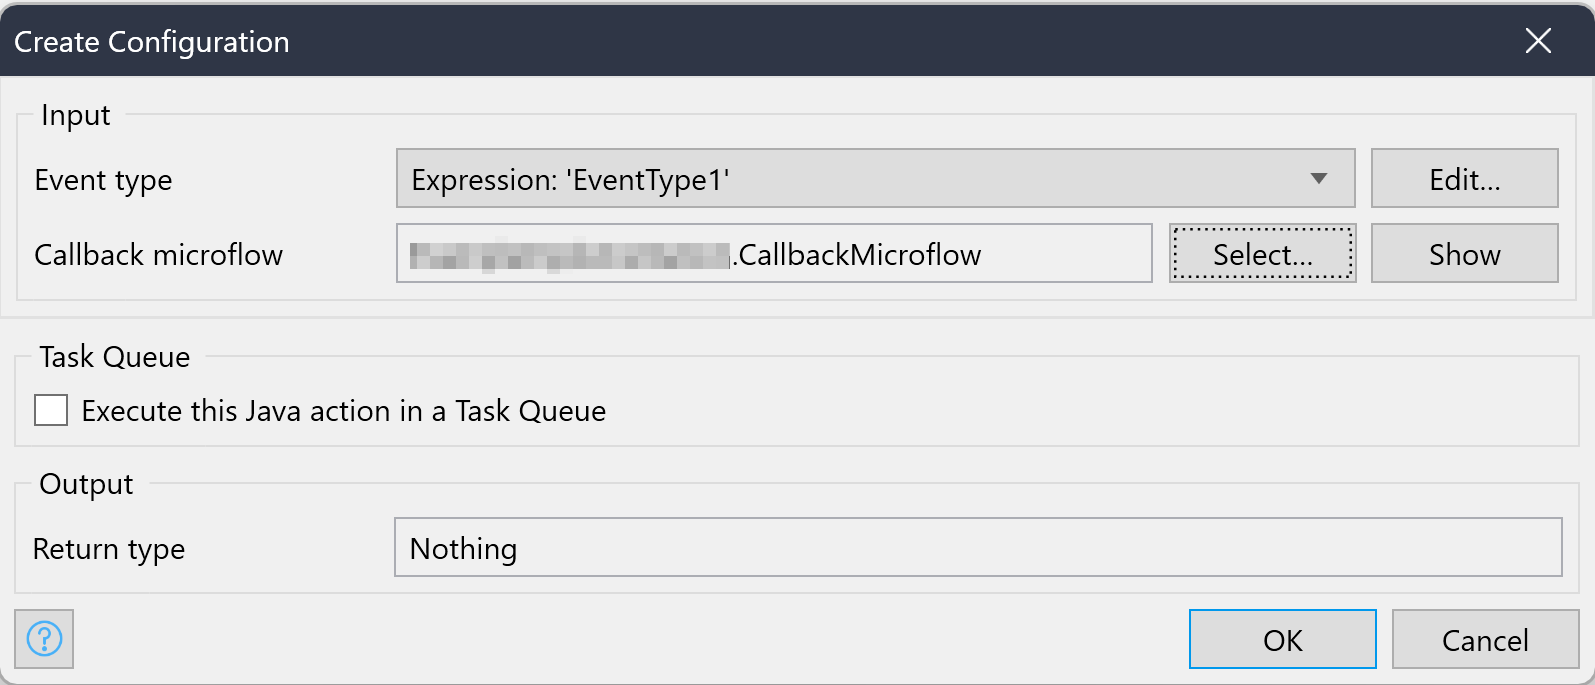 Create Configuration
Input
Event type Expression: 'EventType1' Edit...
Callback microflow .CallbackMicroflow Select... Show
Task Queue
Execute this Java action in a Task Queue
Output
Return type Nothing
? OK Cancel